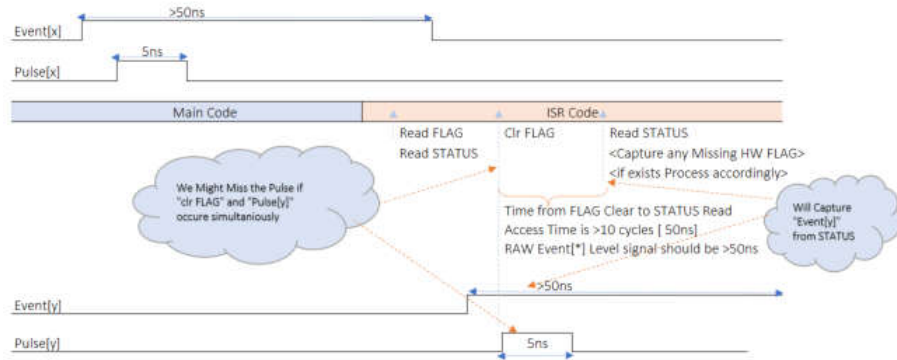 >50ns
Event[x]
5ns
Pulse[x]
Main Code
ISR Code
Read FLAG
Read STATUS
Clr FLAG
Read STATUS
<Capture any Missing HW FLAG>
<if exists Process accordingly>
We Might Miss the Pulse if
"clr FLAG" and "Pulse[y]"
occure simultaniously
Time from FLAG Clear to STATUS Read
Access Time is >10 cycles [ 50ns]
RAW Event[*] Level signal should be >50ns
Will Capture
"Event[y]"
from STATUS
>50ns
Event[y]
5ns
Pulse[y]